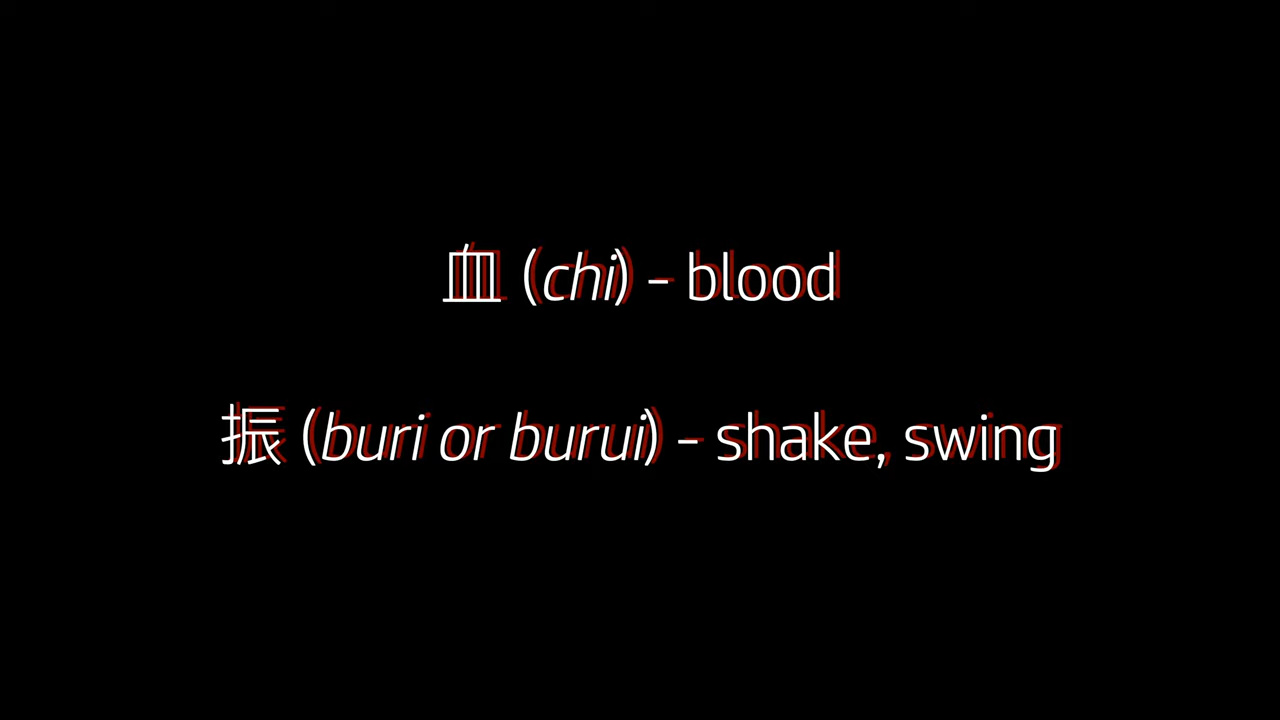 血 (chi) - blood
振 (buri or burui) - shake, swing